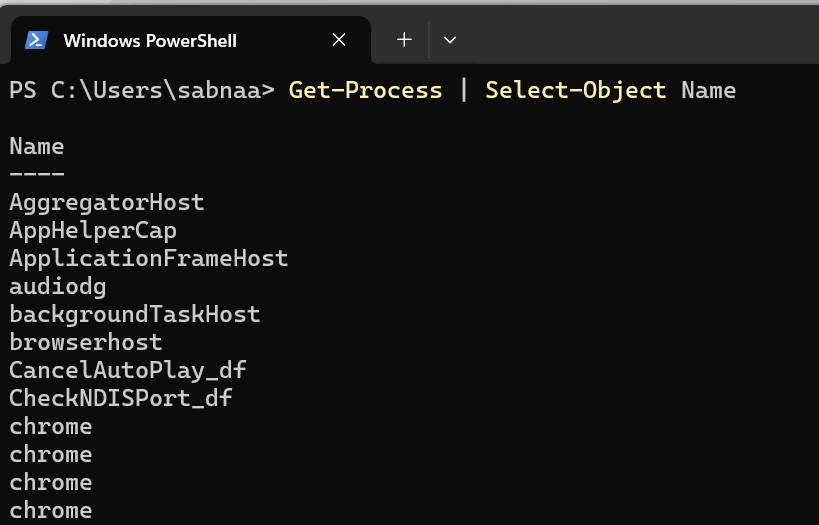 Windows PowerShell
PS C:\Users\sabnaa> Get-Process | Select-Object Name
Name
----
AggregatorHost
AppHelperCap
ApplicationFrameHost
audiodg
backgroundTaskHost
browserhost
CancelAutoPlay_df
CheckNDISPort_df
chrome
chrome
chrome
chrome